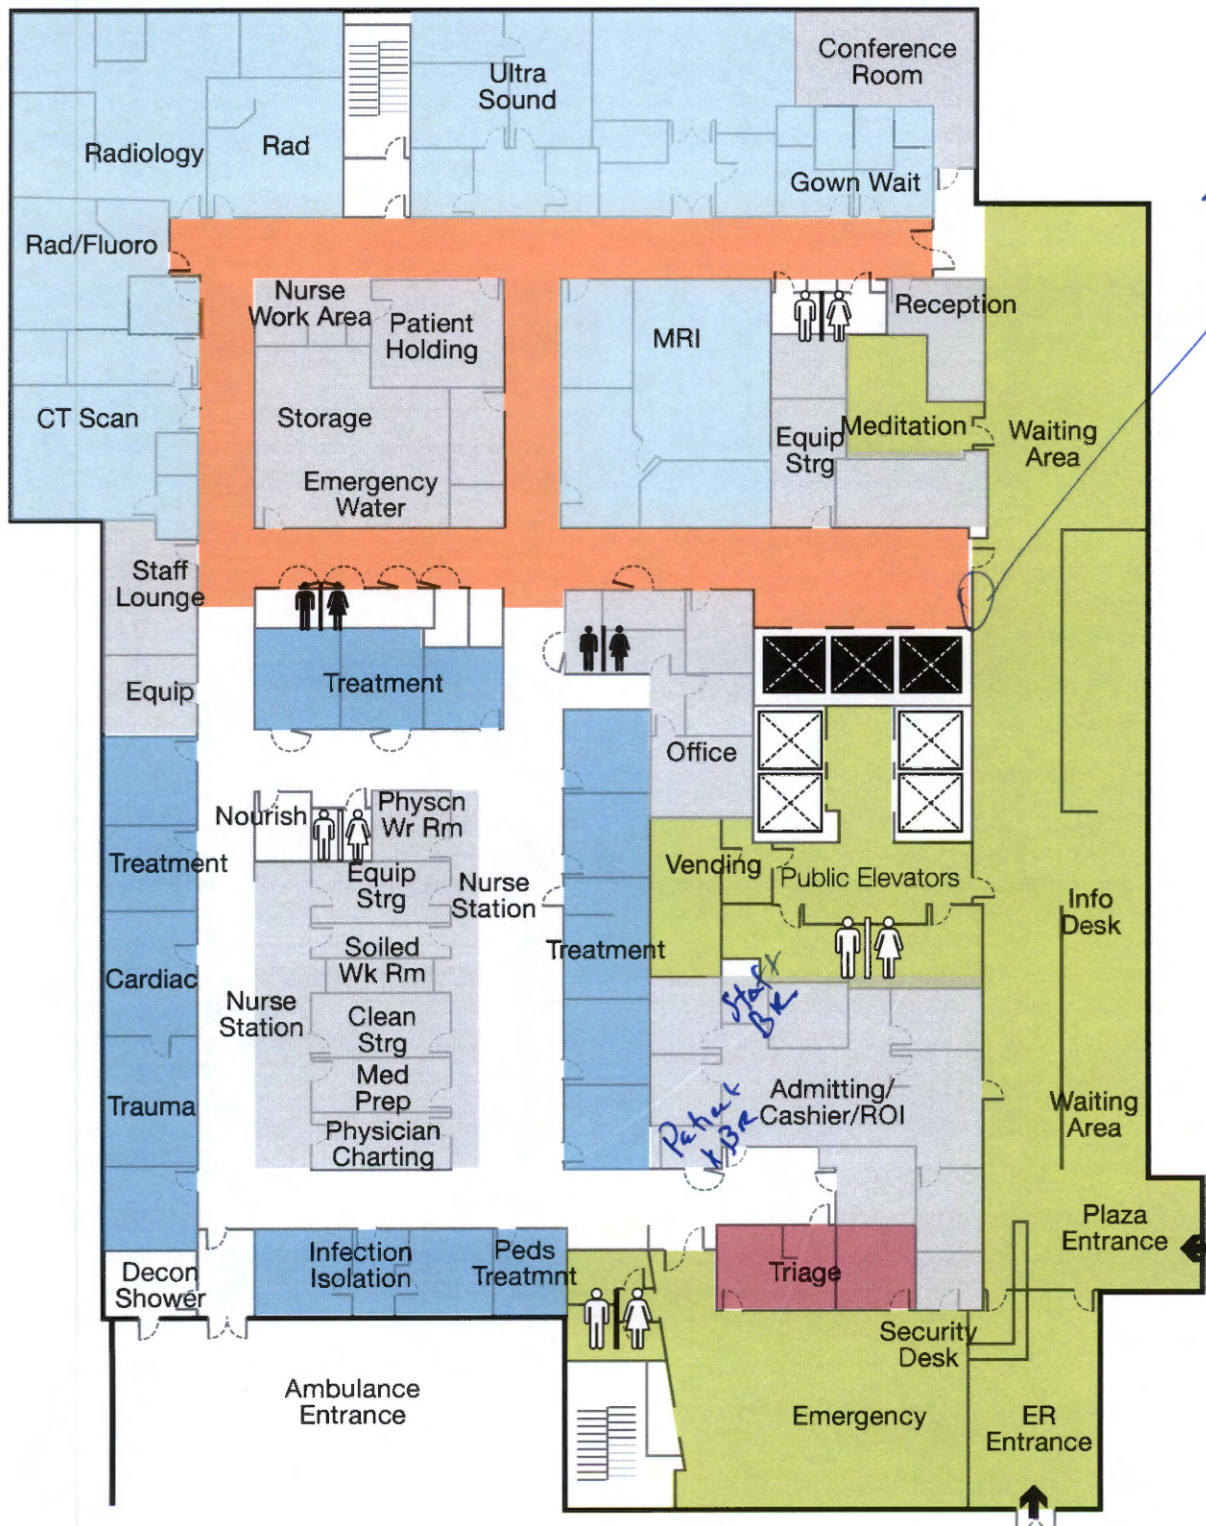 Conference
Room
Ultra
Sound
Radiology
Rad
Gown Wait
Rad/Fluoro
Nurse
Work Area
Patient
Holding
Reception
MRI
CT Scan
Storage
Equip
Strg
Meditation
Waiting
Area
Emergency
Water
Staff
Lounge
Equip
Treatment
Office
Nourish
Physcn
Wr Rm
Treatment
Equip
Strg
Nurse
Station
Vending
Public Elevators
Info
Desk
Treatment
Soiled
Wk Rm
Cardiac
Nurse
Station
Clean
Strg
Staff
BR
Med
Prep
Trauma
Admitting/
Cashier/ROI
Waiting
Area
Physician
Charting
Patient
BR
Plaza
Entrance
Decon
Shower
Infection
Isolation
Peds
Treatmnt
Triage
Security
Desk
Ambulance
Entrance
Emergency
ER
Entrance